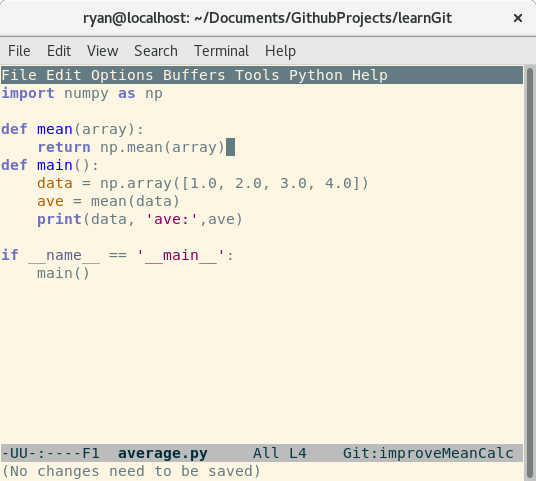 ryan@localhost: ~/Documents/GithubProjects/learnGit ×
File Edit View Search Terminal Help
File Edit Options Buffers Tools Python Help
import numpy as np
def mean(array):
    return np.mean(array)
def main():
    data = np.array([1.0, 2.0, 3.0, 4.0])
    ave = mean(data)
    print(data, 'ave:',ave)
if __name__ == '__main__':
    main()
-UU-:----F1  average.py     All L4    Git:improveMeanCalc
(No changes need to be saved)